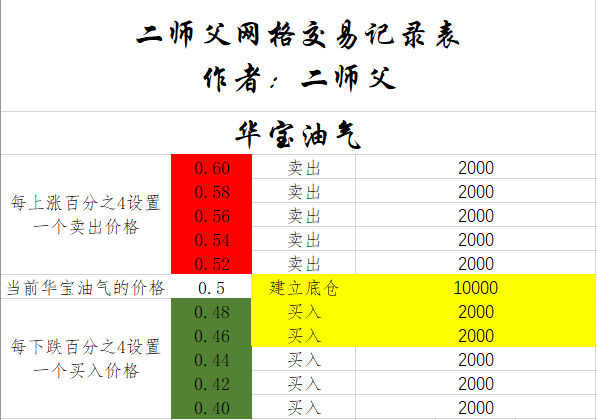 二师父网格交易记录表
作者：二师父
华宝油气
每上涨百分之4设置
一个卖出价格
0.60 卖出 2000
0.58 卖出 2000
0.56 卖出 2000
0.54 卖出 2000
0.52 卖出 2000
当前华宝油气的价格 0.5 建立底仓 10000
每下跌百分之4设置
一个买入价格
0.48 买入 2000
0.46 买入 2000
0.44 买入 2000
0.42 买入 2000
0.40 买入 2000